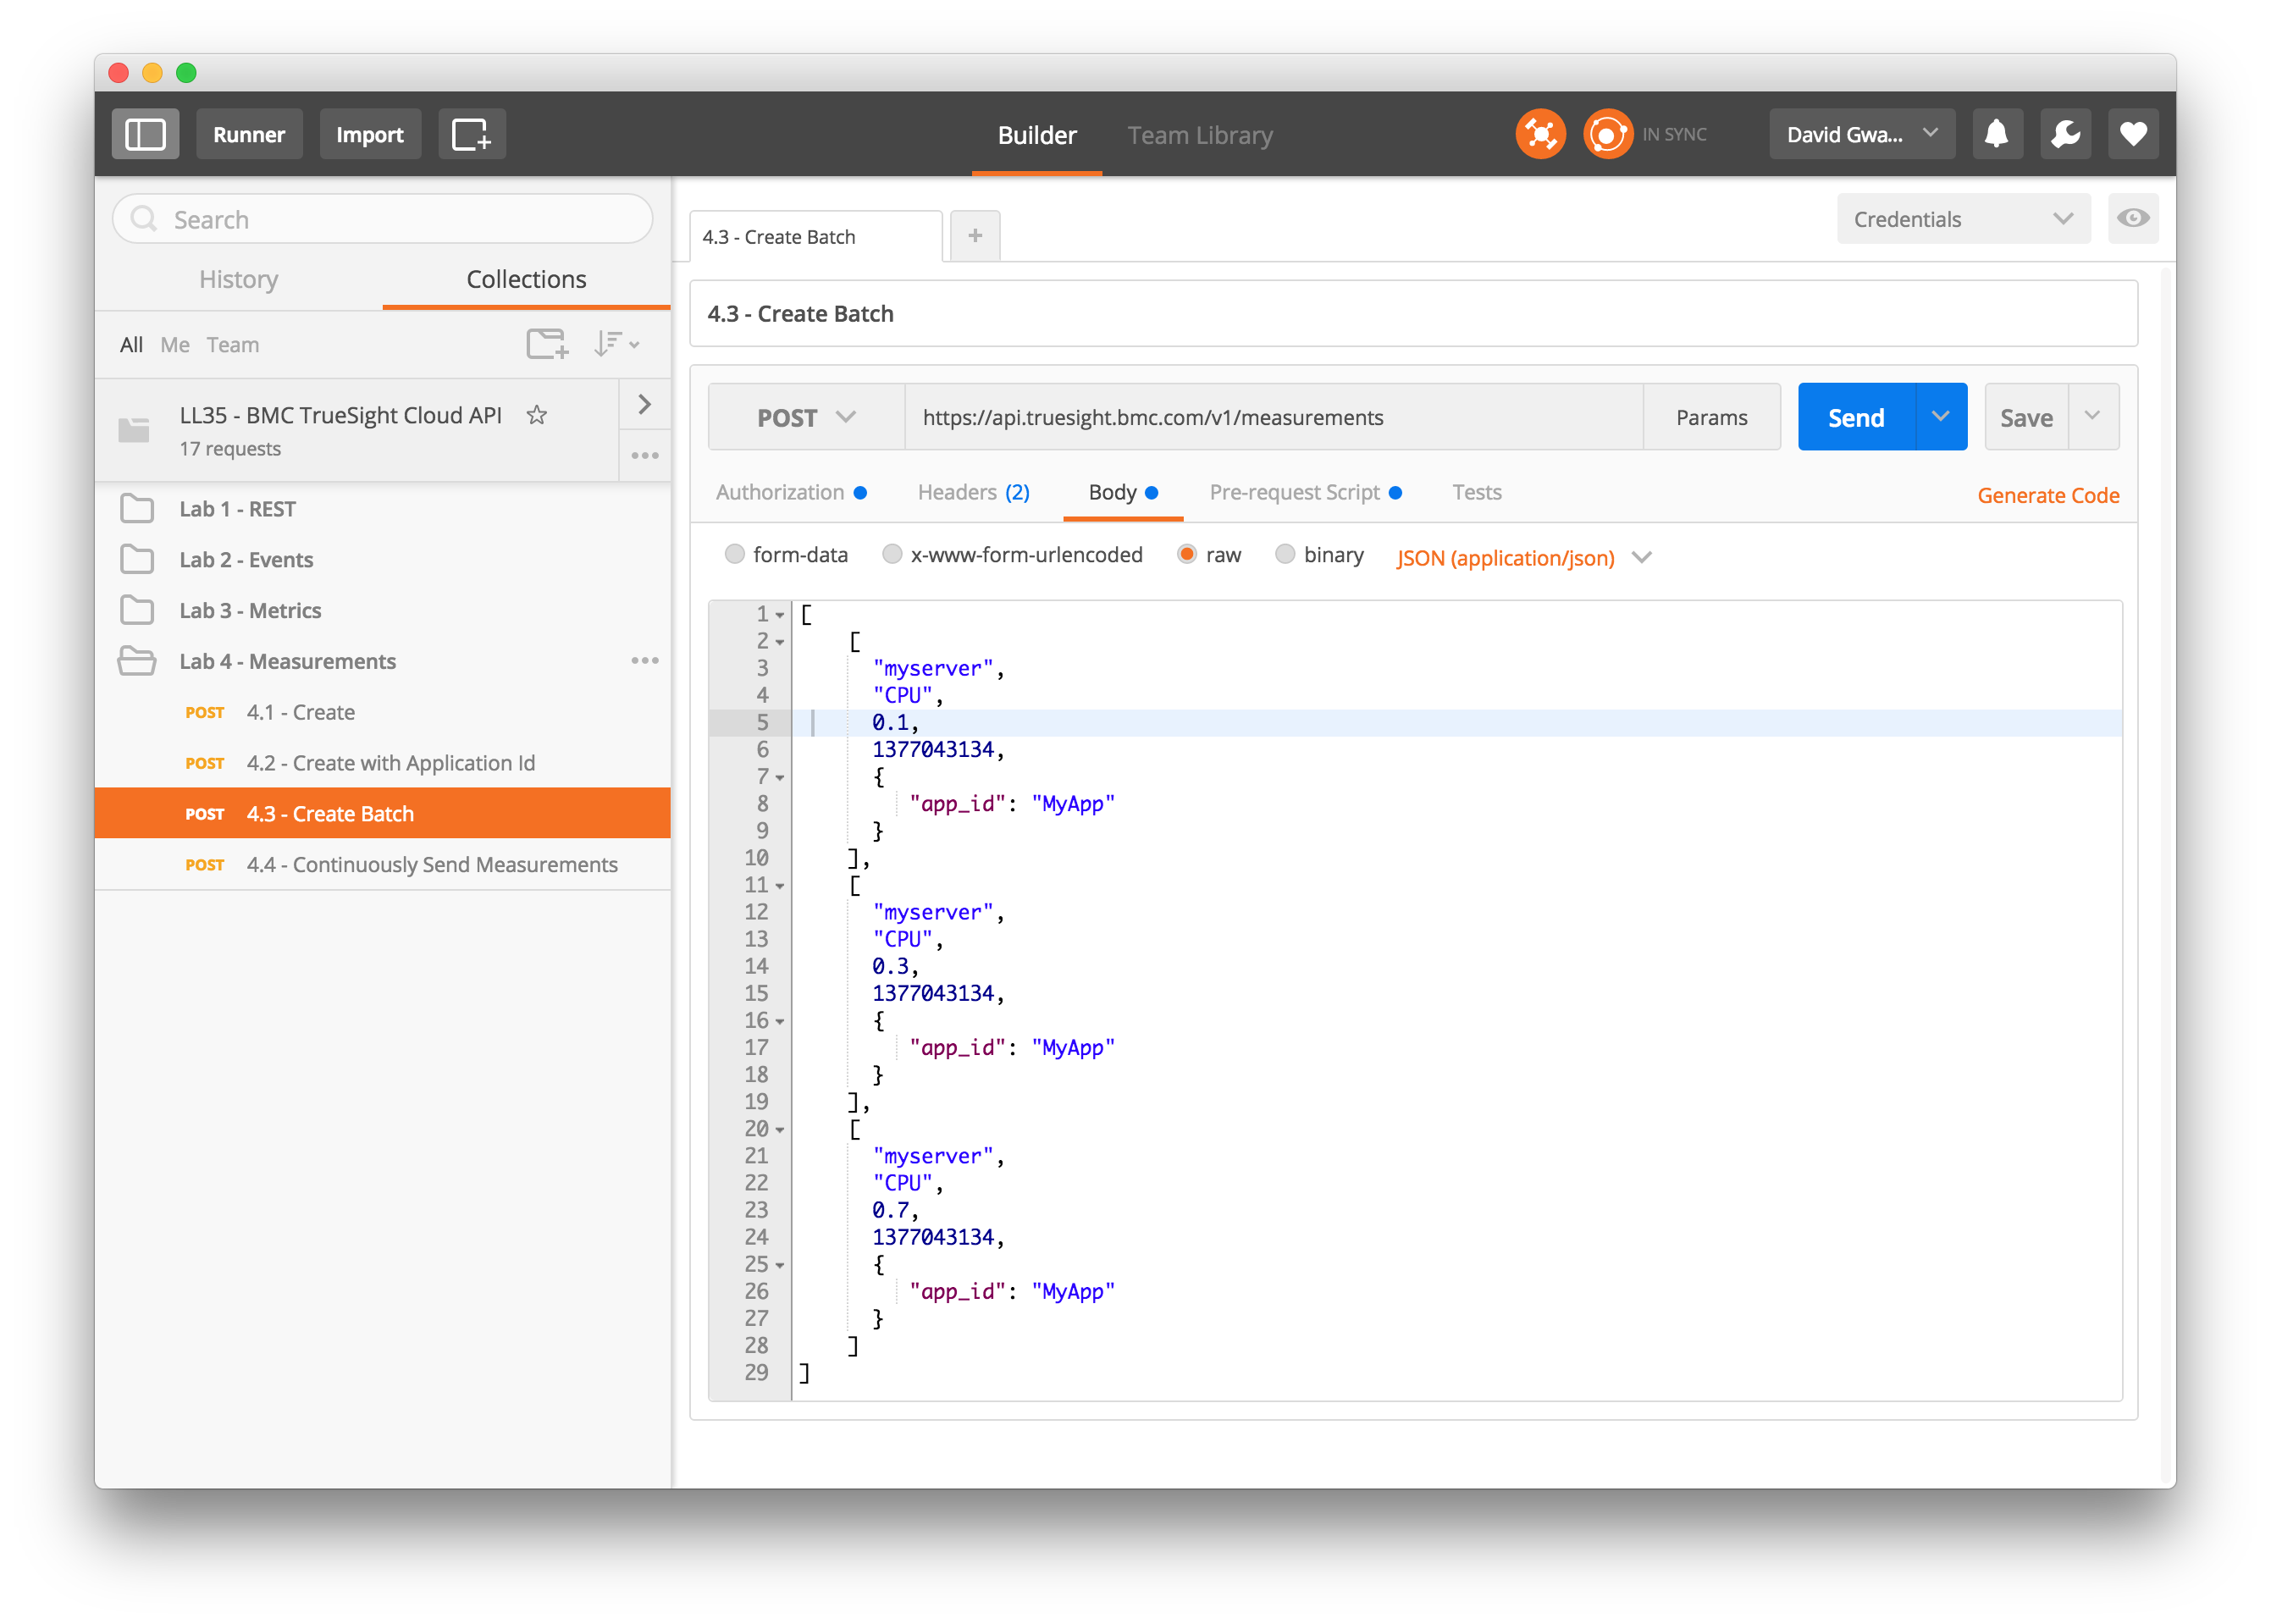 Runner Import Builder Team Library IN SYNC David Gwa...
Search
History Collections
All Me Team
LL35 - BMC TrueSight Cloud API
17 requests
Lab 1 - REST
Lab 2 - Events
Lab 3 - Metrics
Lab 4 - Measurements
POST 4.1 - Create
POST 4.2 - Create with Application Id
POST 4.3 - Create Batch
POST 4.4 - Continuously Send Measurements
4.3 - Create Batch + Credentials
4.3 - Create Batch
POST https://api.truesight.bmc.com/v1/measurements Params Send Save
Authorization Headers (2) Body Pre-request Script Tests Generate Code
form-data x-www-form-urlencoded raw binary JSON (application/json)
1 [
2 [
3 "myserver",
4 "CPU",
5 0.1,
6 1377043134,
7 {
8 "app_id": "MyApp"
9 }
10 ],
11 [
12 "myserver",
13 "CPU",
14 0.3,
15 1377043134,
16 {
17 "app_id": "MyApp"
18 }
19 ],
20 [
21 "myserver",
22 "CPU",
23 0.7,
24 1377043134,
25 {
26 "app_id": "MyApp"
27 }
28 ]
29 ]